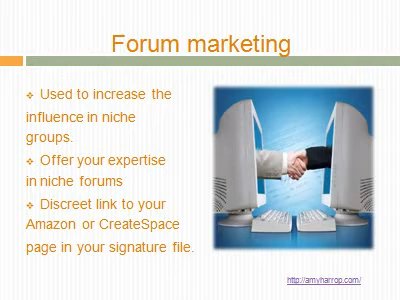 Forum marketing
❖ Used to increase the
influence in niche
groups.
❖ Offer your expertise
in niche forums
❖ Discreet link to your
Amazon or CreateSpace
page in your signature file.
http://amyharrop.com/